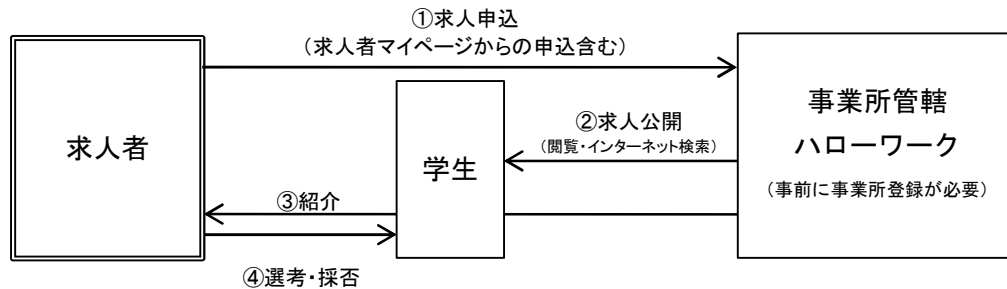 ①求人申込
（求人者マイページからの申込含む）
求人者
学生
②求人公開
（閲覧・インターネット検索）
事業所管轄
ハローワーク
（事前に事業所登録が必要）
③紹介
④選考・採否